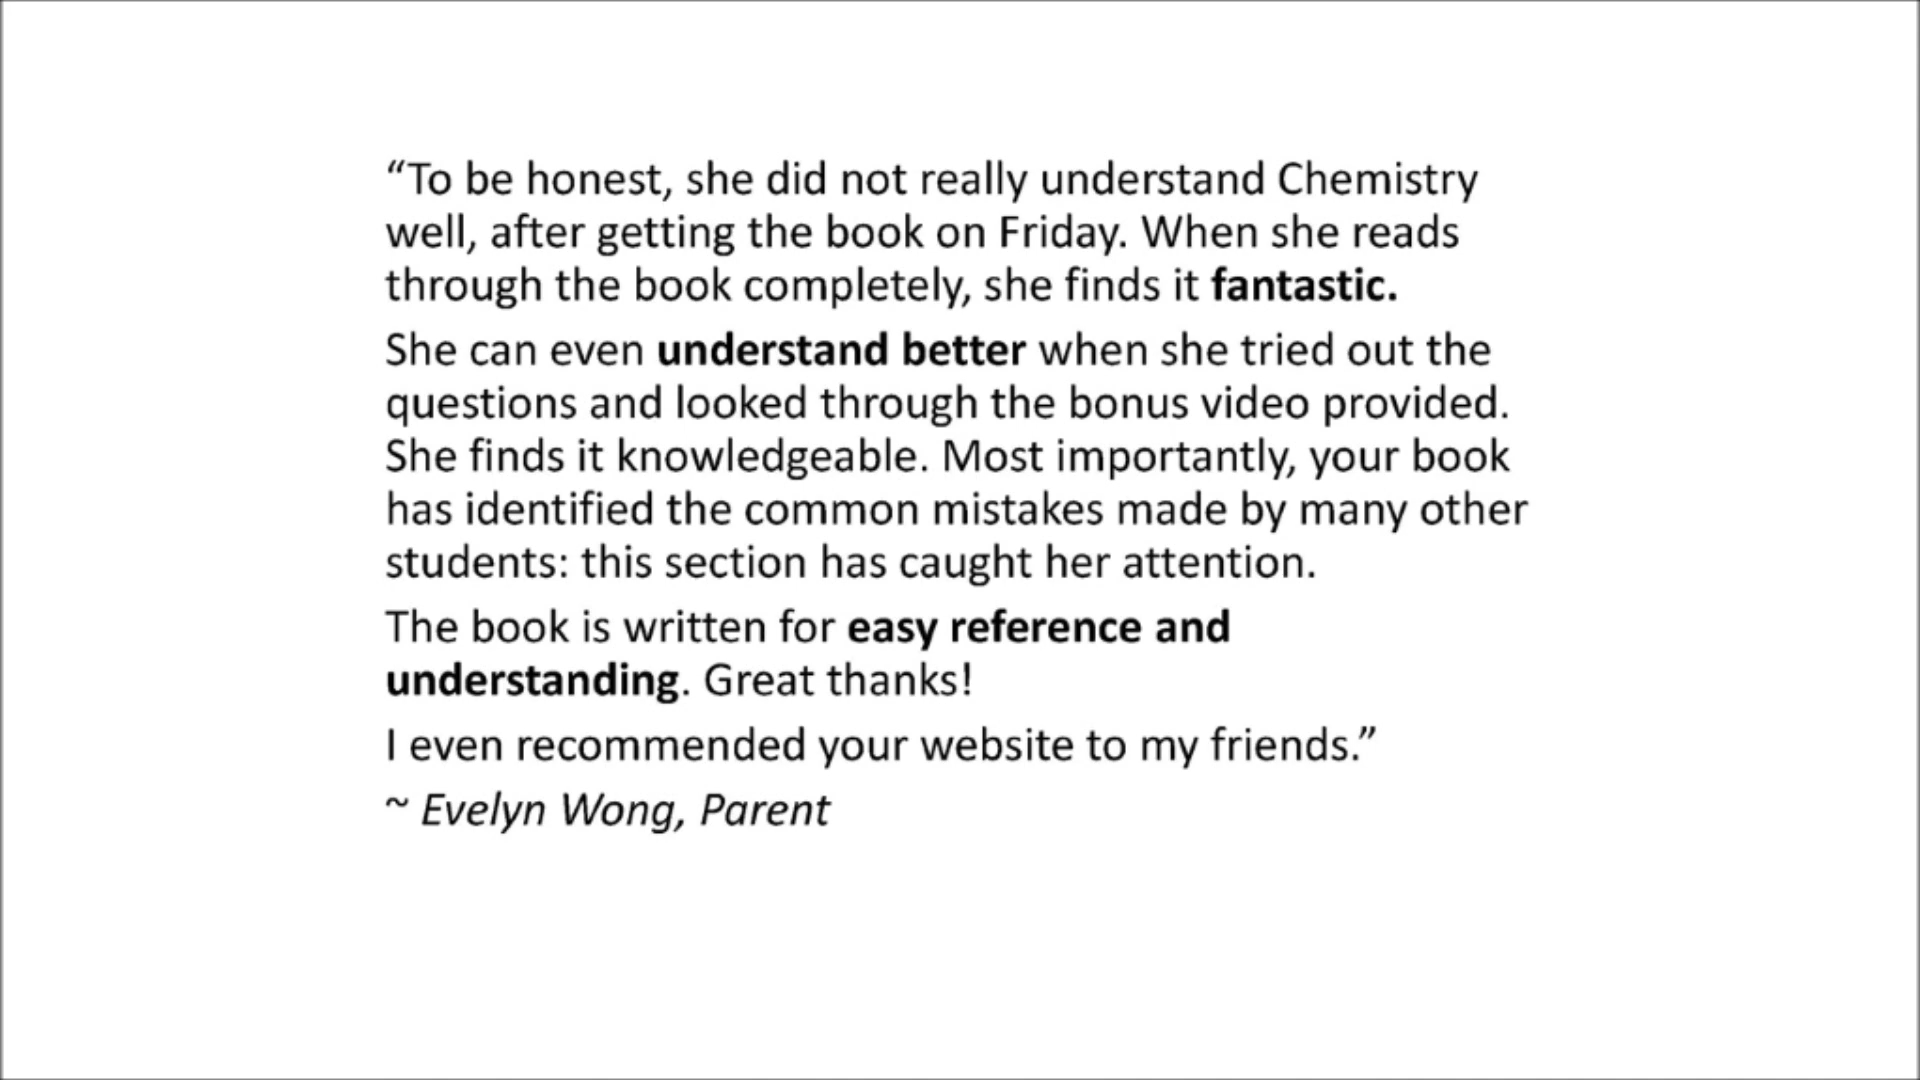 “To be honest, she did not really understand Chemistry
well, after getting the book on Friday. When she reads
through the book completely, she finds it fantastic.
She can even understand better when she tried out the
questions and looked through the bonus video provided.
She finds it knowledgeable. Most importantly, your book
has identified the common mistakes made by many other
students: this section has caught her attention.
The book is written for easy reference and
understanding. Great thanks!
I even recommended your website to my friends.”
~ Evelyn Wong, Parent